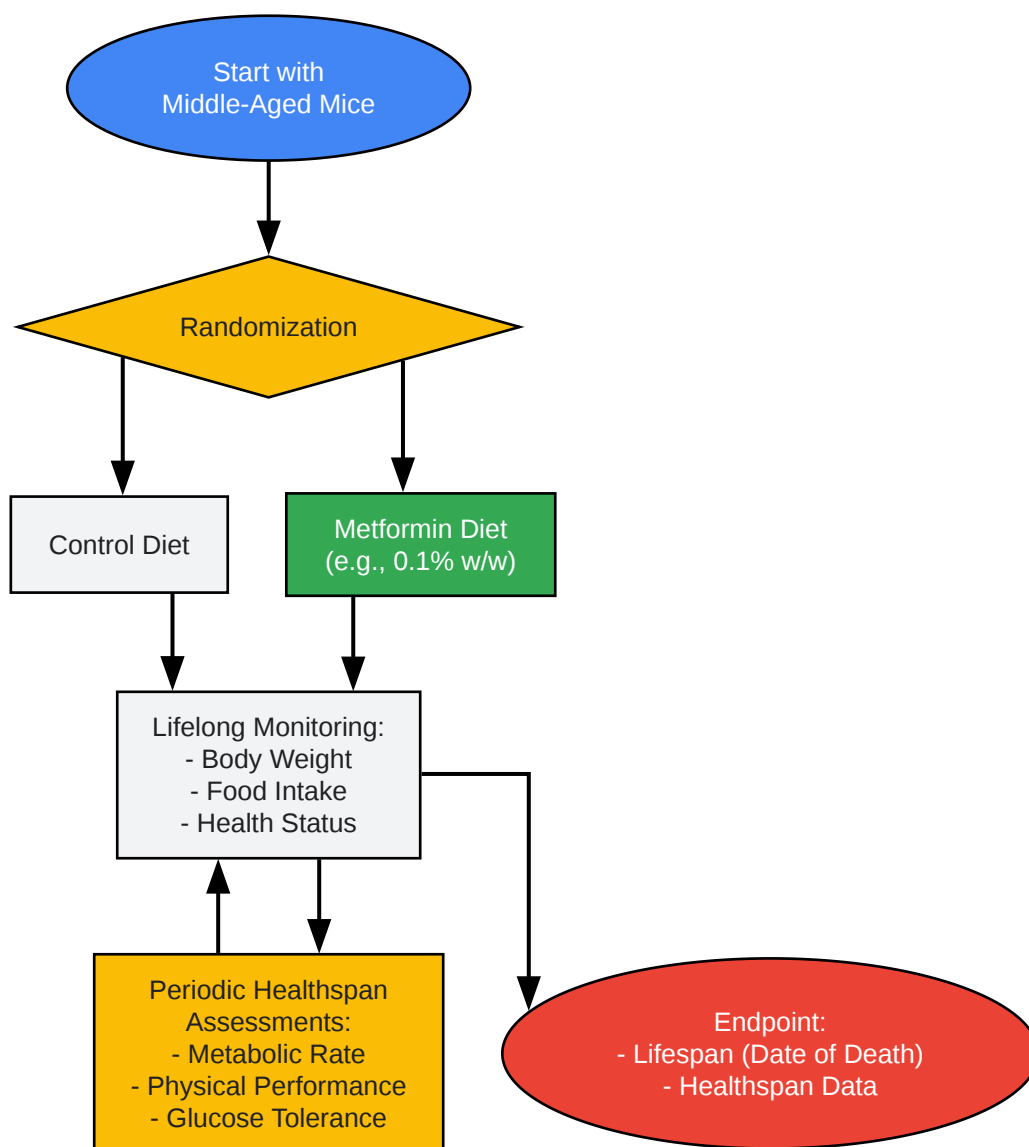 Start with
Middle-Aged Mice
Randomization
Control Diet
Metformin Diet
(e.g., 0.1% w/w)
Lifelong Monitoring:
- Body Weight
- Food Intake
- Health Status
Periodic Healthspan
Assessments:
- Metabolic Rate
- Physical Performance
- Glucose Tolerance
Endpoint:
- Lifespan (Date of Death)
- Healthspan Data